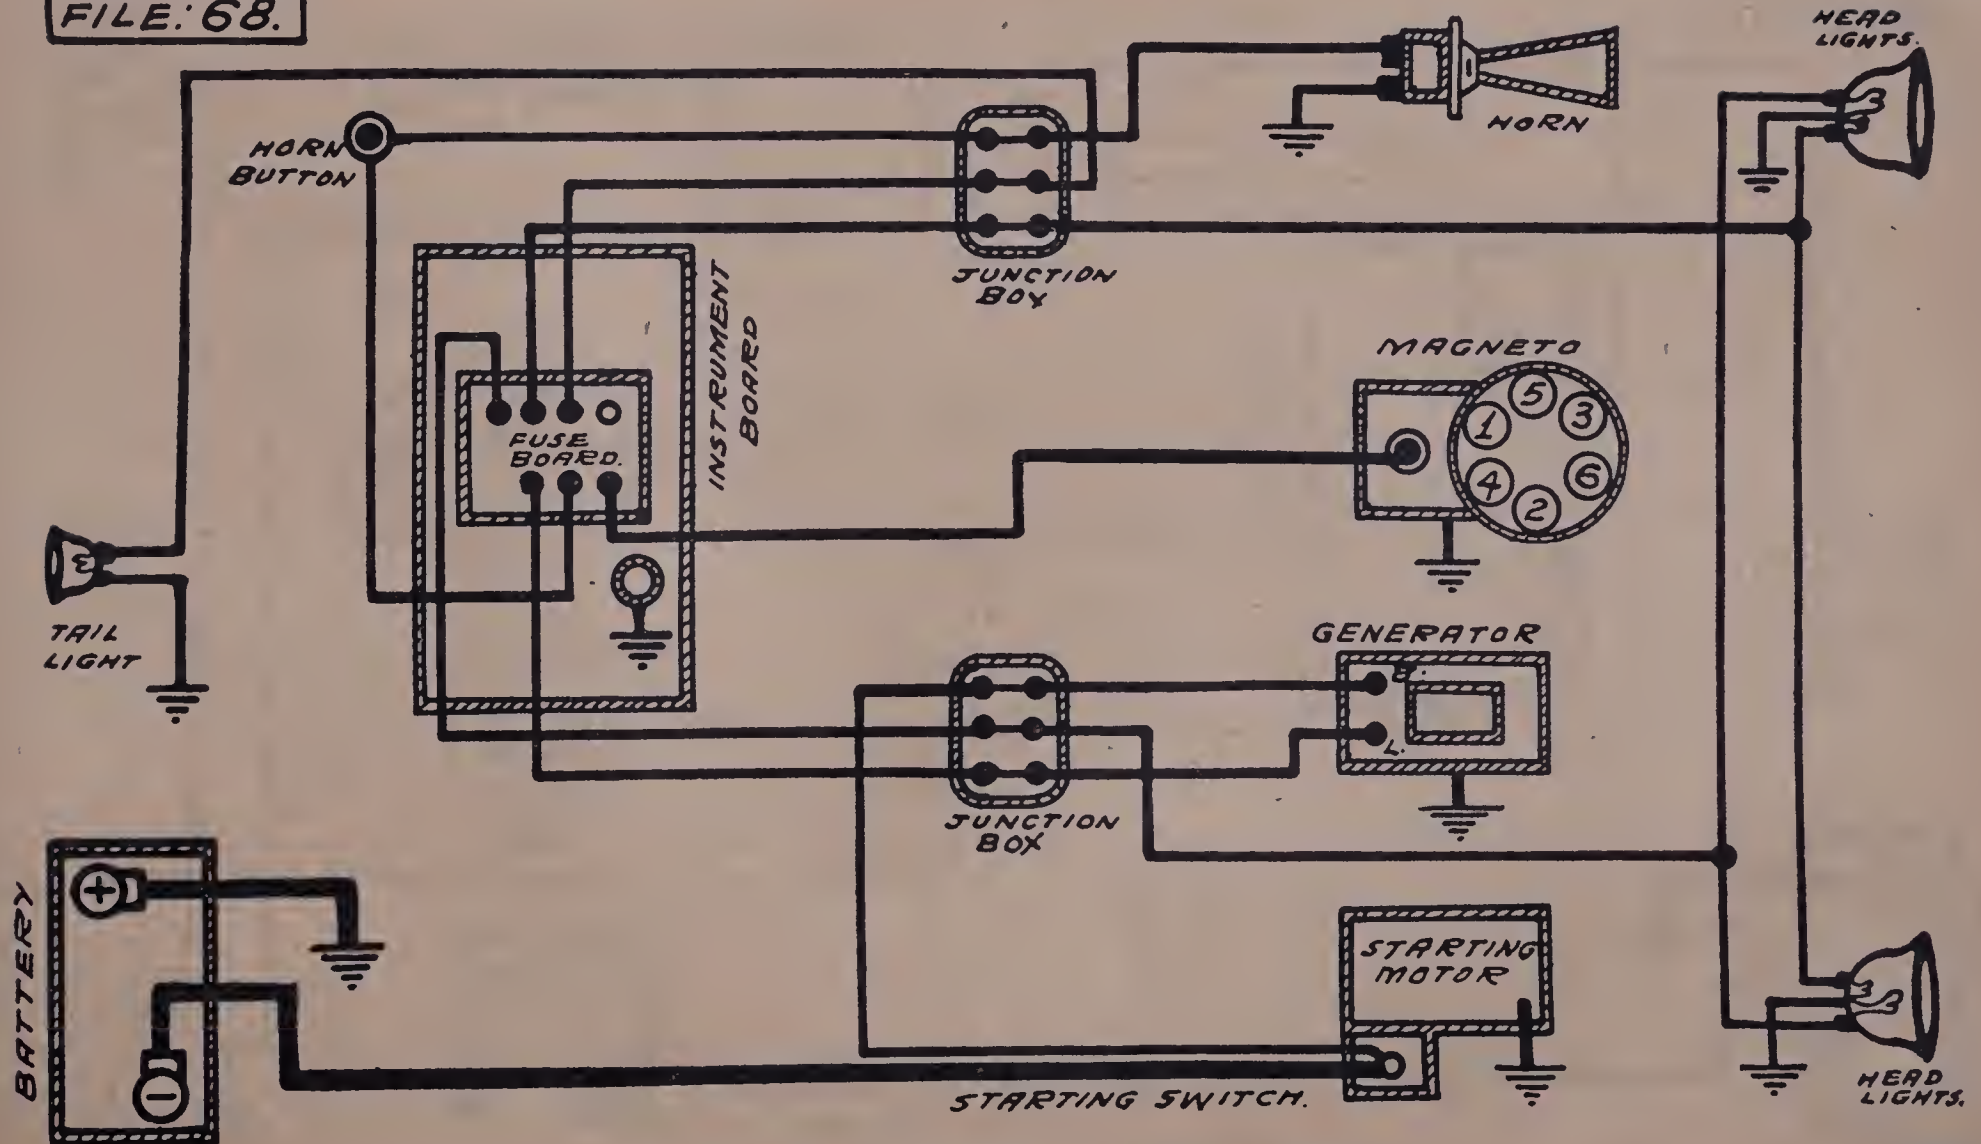 FILE: 68.
HEAD
LIGHTS.
HORN
HORN
BUTTON
JUNCTION
BOX
INSTRUMENT
BOARD
MAGNETO
1 5 3
4 2 6
FUSE
BOARD.
TAIL
LIGHT
GENERATOR
B.
L.
JUNCTION
BOX
BATTERY
+
−
STARTING
MOTOR
STARTING SWITCH.
HEAD
LIGHTS.